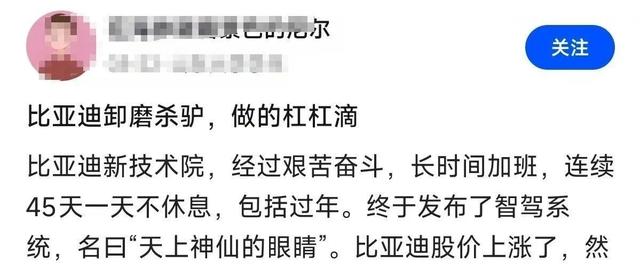 的尼尔
关注
比亚迪卸磨杀驴，做的杠杠滴
比亚迪新技术院，经过艰苦奋斗，长时间加班，连续
45天一天不休息，包括过年。终于发布了智驾系
统，名曰“天上神仙的眼睛”。比亚迪股价上涨了，然